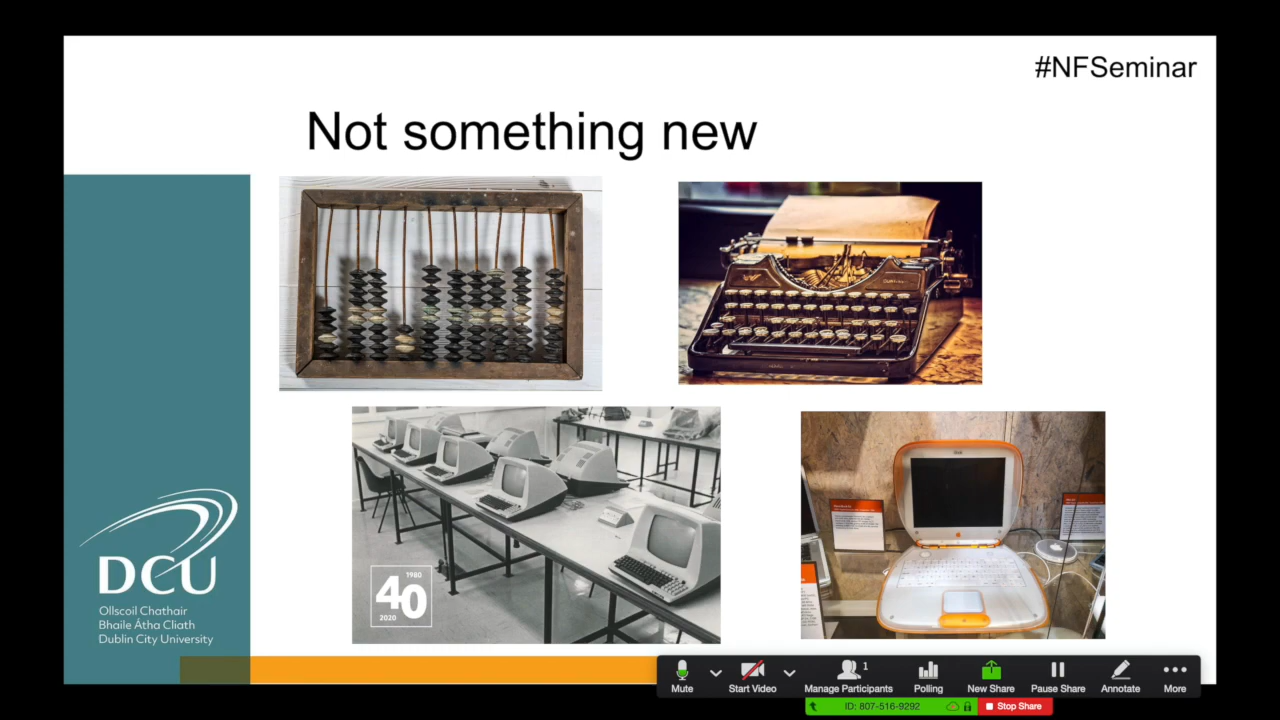 #NFSeminar
Not something new
1980
40
2020
DCU
Ollscoil Chathair
Bhaile Átha Cliath
Dublin City University
1
Mute
Start Video
Manage Participants
Polling
New Share
Pause Share
Annotate
More
ID: 807-516-9292
Stop Share